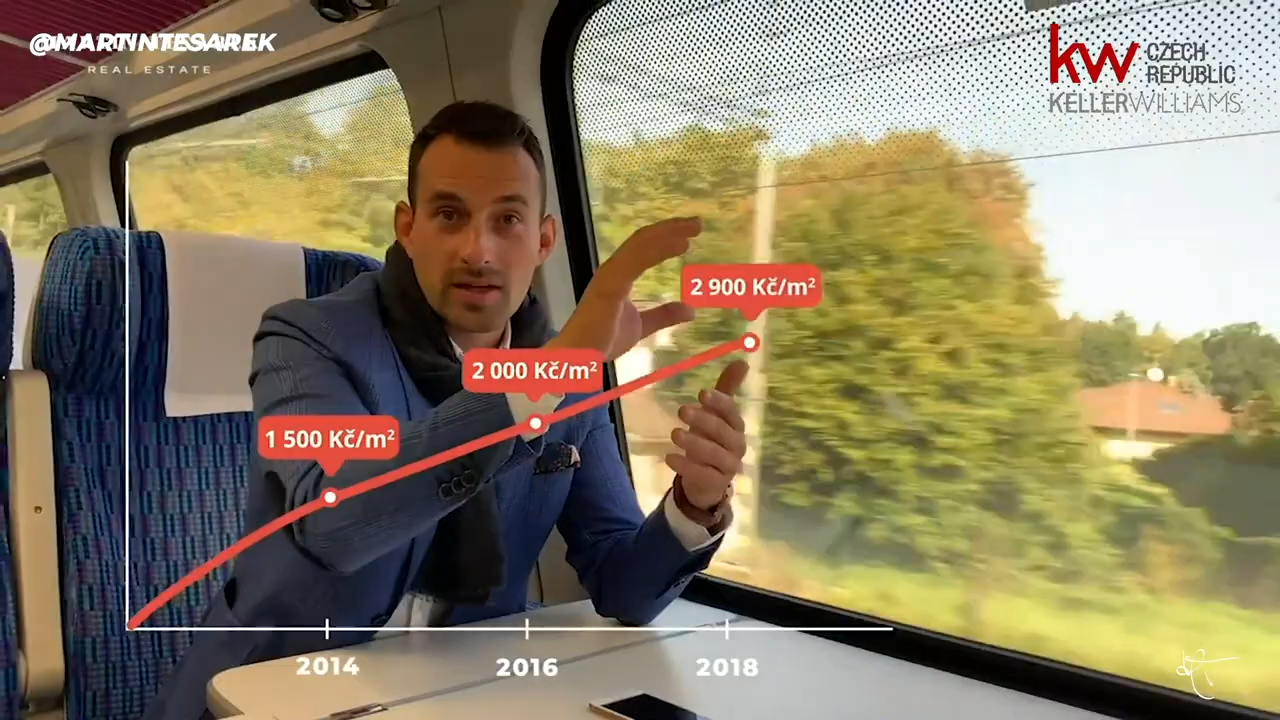 @MARTINTESAREK
REAL ESTATE
kw CZECH
REPUBLIC
KELLERWILLIAMS
2 900 Kč/m²
2 000 Kč/m²
1 500 Kč/m²
2014
2016
2018